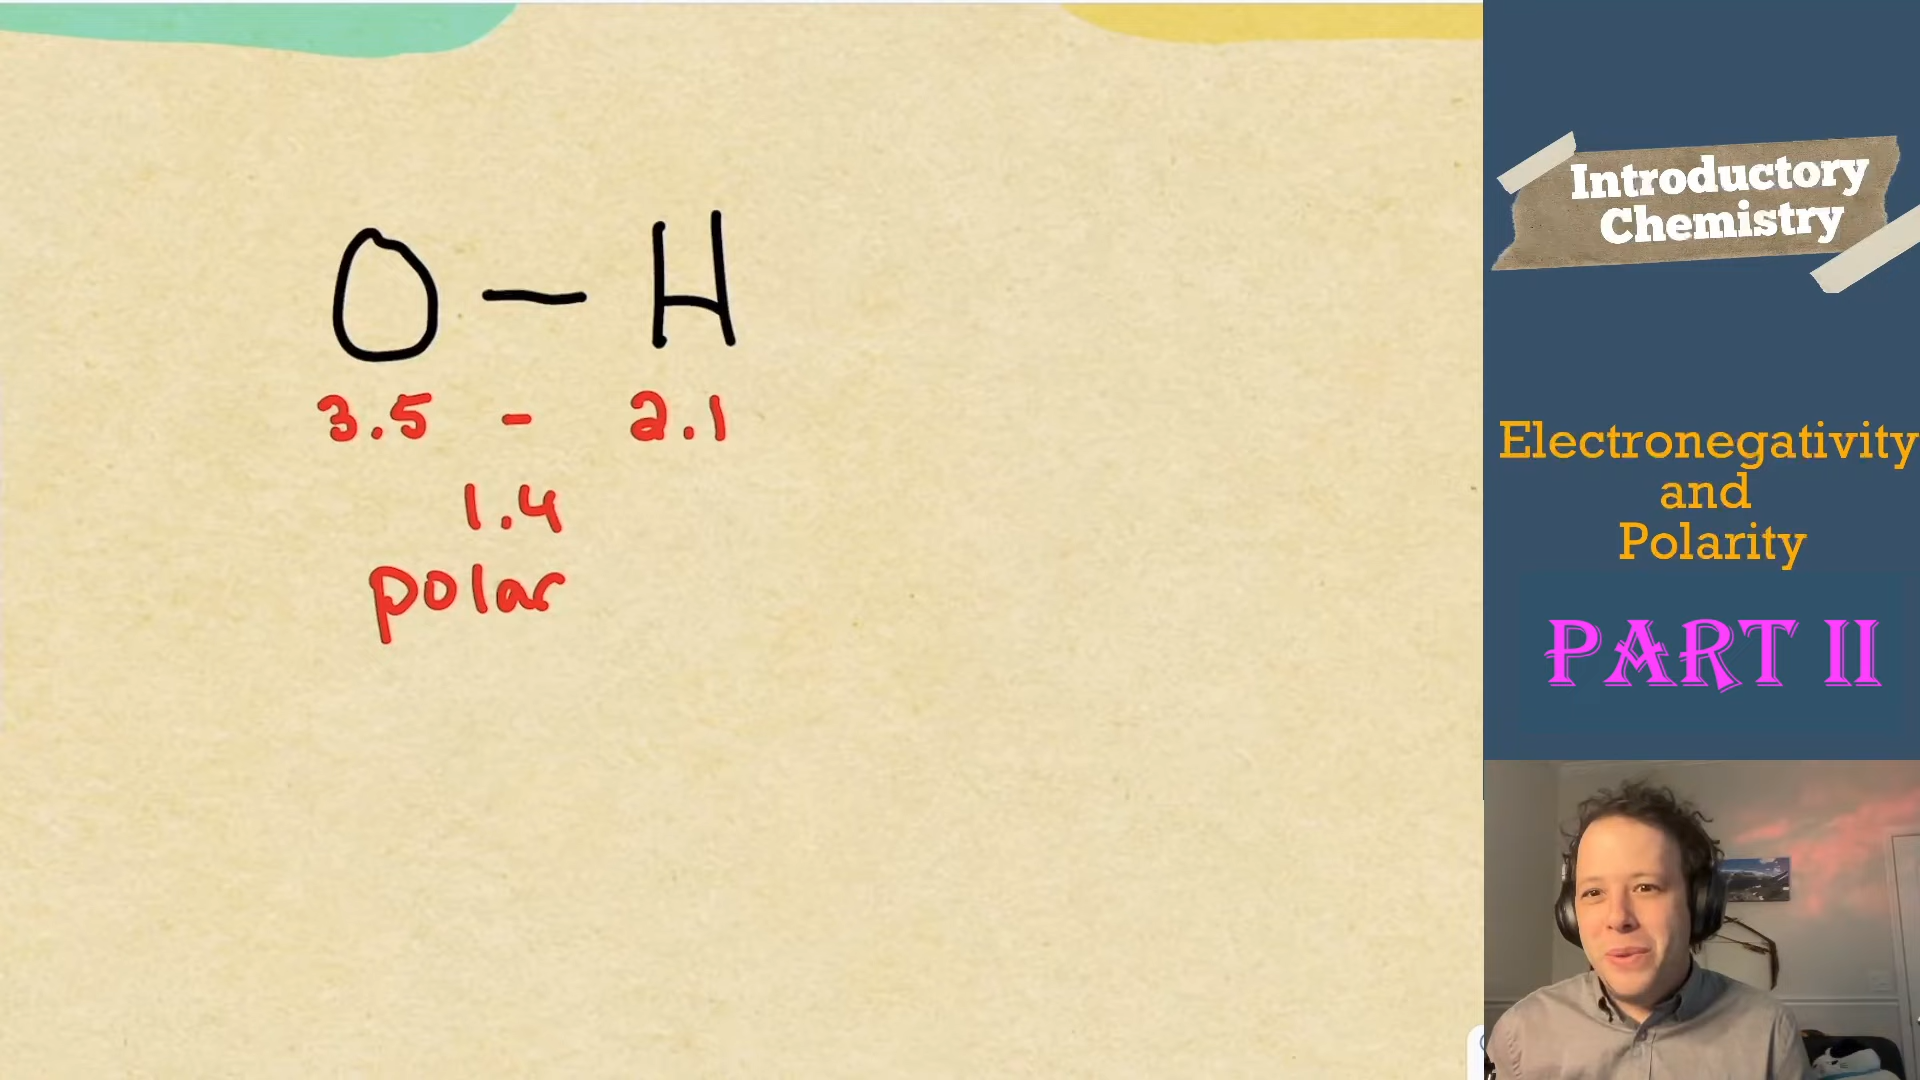 O — H
3.5 - 2.1
1.4
polar
Introductory
Chemistry
Electronegativity
and
Polarity
PART II